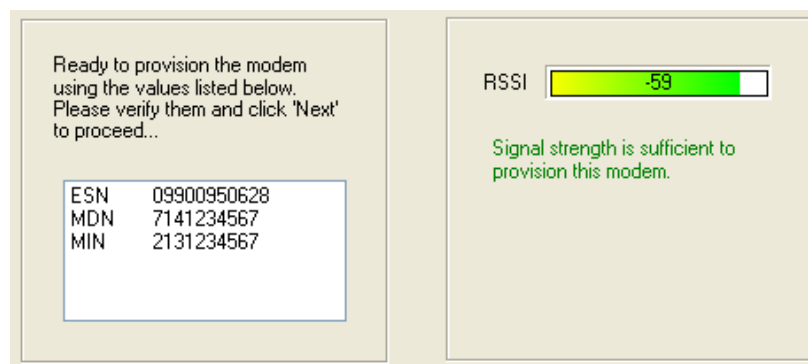 Ready to provision the modem
using the values listed below.
Please verify them and click 'Next'
to proceed...
ESN 09900950628
MDN 7141234567
MIN 2131234567
RSSI -59
Signal strength is sufficient to
provision this modem.